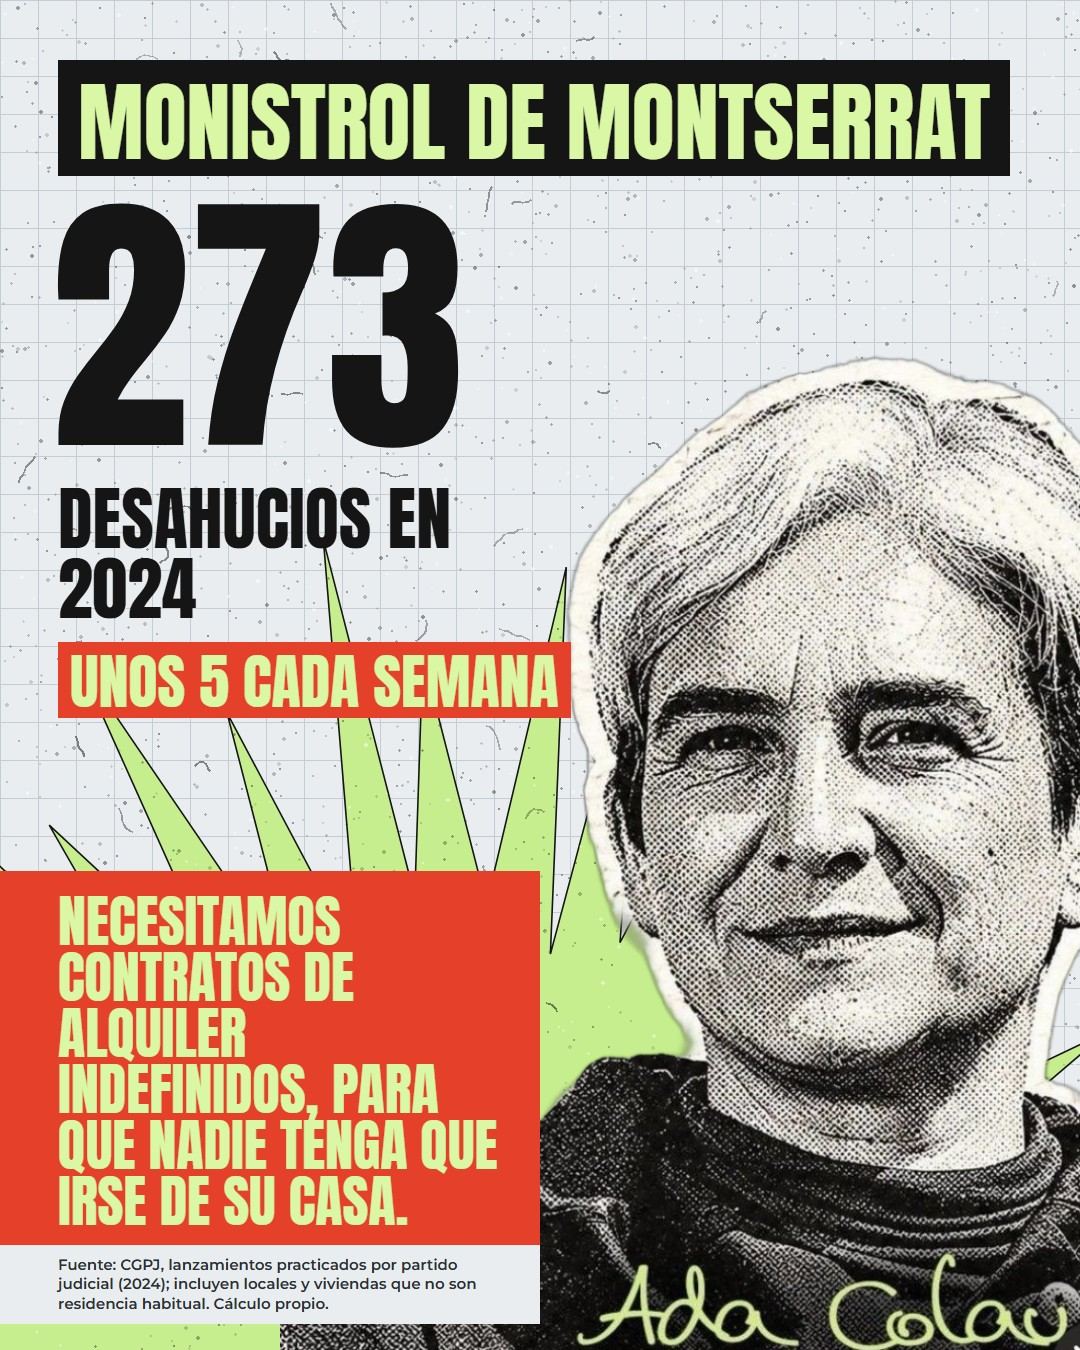 MONISTROL DE MONTSERRAT
273
DESAHUCIOS EN
2024
UNOS 5 CADA SEMANA
NECESITAMOS
CONTRATOS DE
ALQUILER
INDEFINIDOS, PARA
QUE NADIE TENGA QUE
IRSE DE SU CASA.
Fuente: CGPJ, lanzamientos practicados por partido
judicial (2024); incluyen locales y viviendas que no son
residencia habitual. Cálculo propio.
Ada Colau